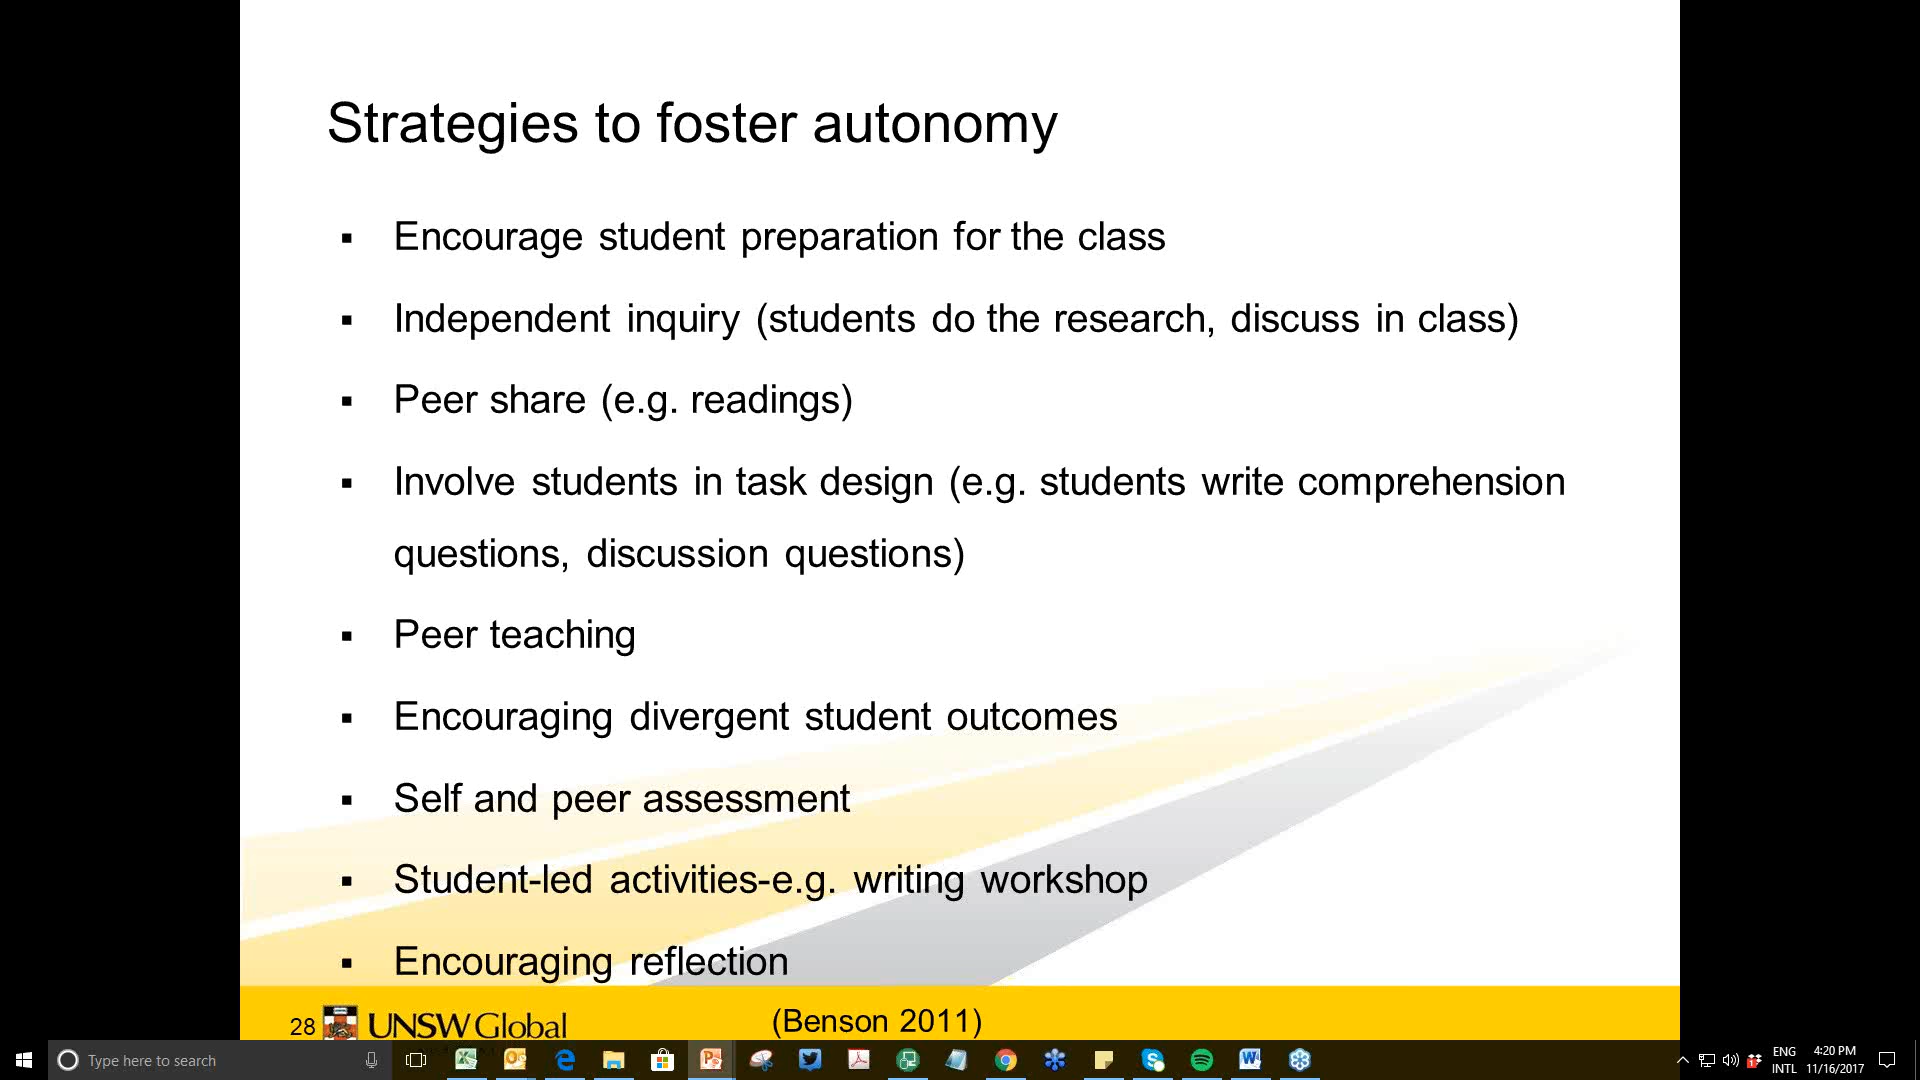 Strategies to foster autonomy
▪ Encourage student preparation for the class
▪ Independent inquiry (students do the research, discuss in class)
▪ Peer share (e.g. readings)
▪ Involve students in task design (e.g. students write comprehension
questions, discussion questions)
▪ Peer teaching
▪ Encouraging divergent student outcomes
▪ Self and peer assessment
▪ Student-led activities-e.g. writing workshop
▪ Encouraging reflection
28 UNSW Global (Benson 2011)
Type here to search
ENG
INTL
4:20 PM
11/16/2017